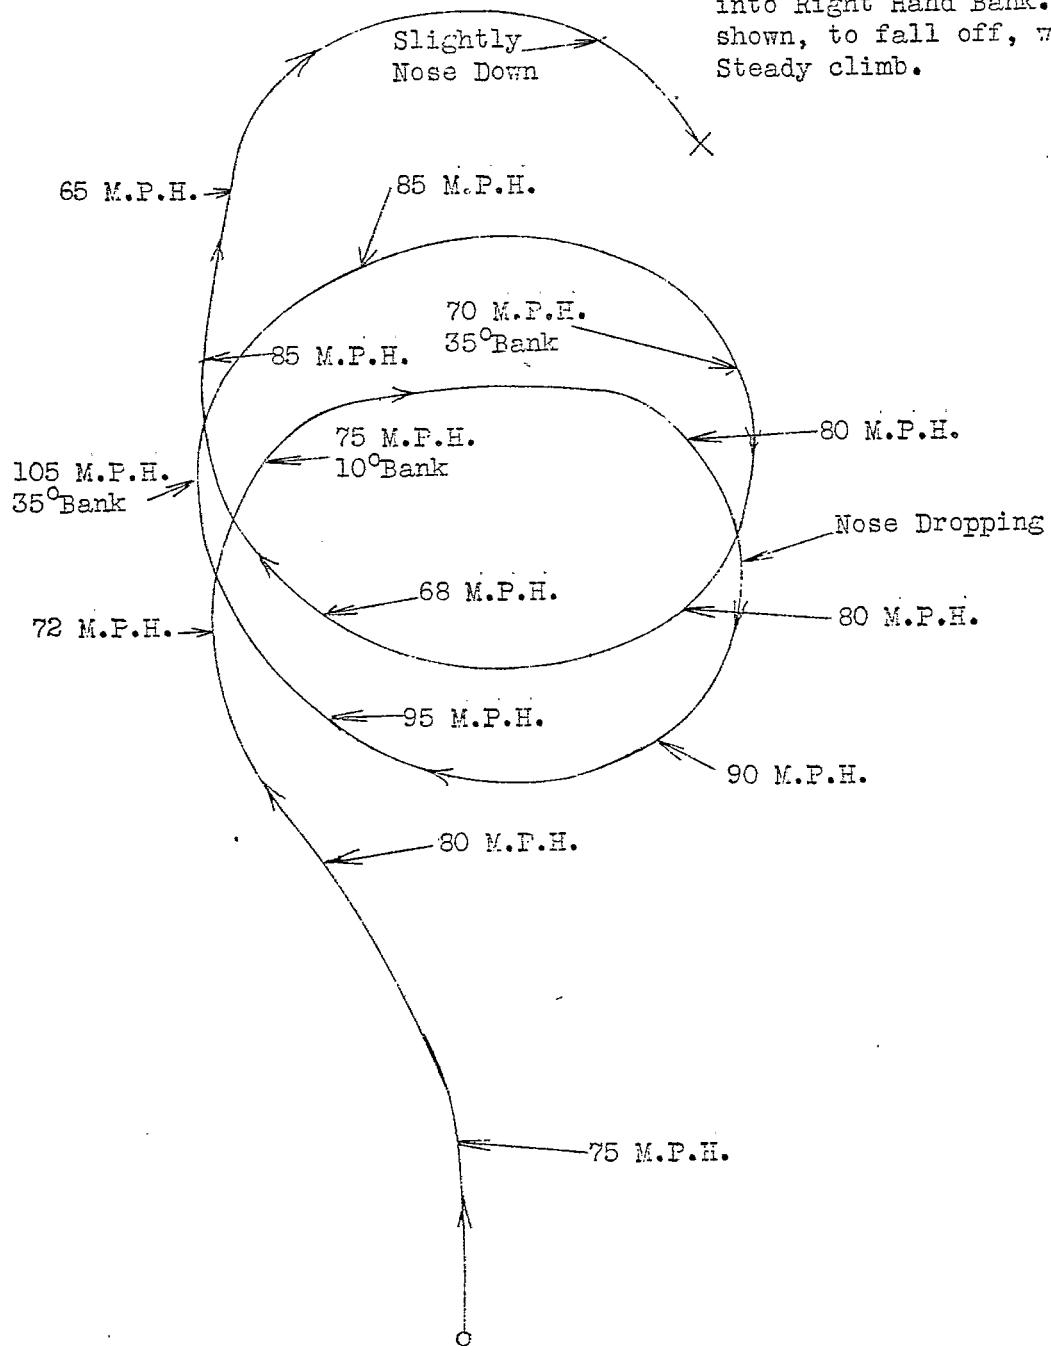 into Right Hand Bank.
shown, to fall off,
Steady climb.
Slightly
Nose Down
65 M.P.H.
85 M.P.H.
70 M.P.H.
35°Bank
85 M.P.H.
75 M.P.H.
10°Bank
80 M.P.H.
105 M.P.H.
35°Bank
Nose Dropping
68 M.P.H.
80 M.P.H.
72 M.P.H.
95 M.P.H.
90 M.P.H.
80 M.P.H.
75 M.P.H.